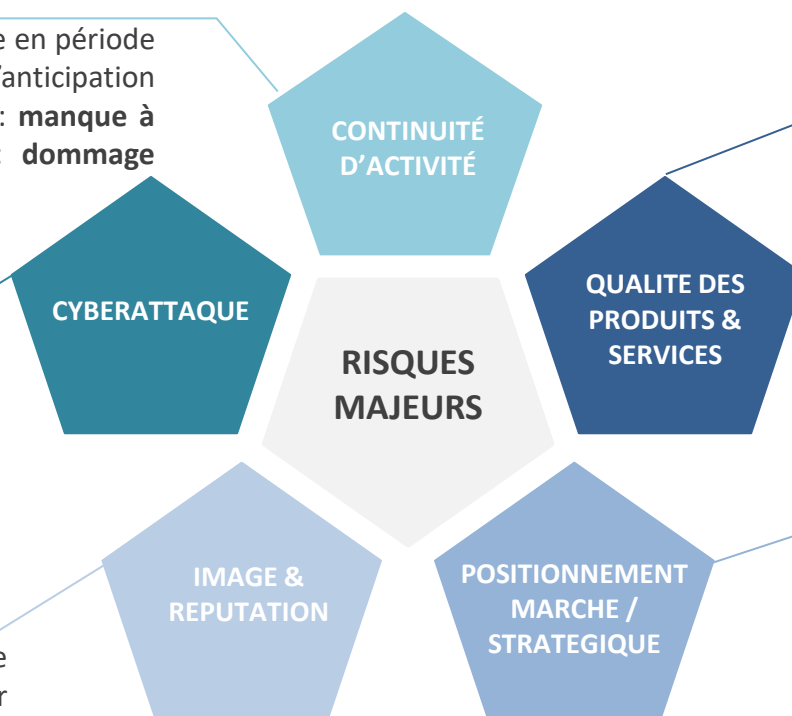 e en période
'anticipation
: manque à
dommage
CONTINUITÉ
D'ACTIVITÉ
CYBERATTAQUE
QUALITE DES
PRODUITS &
SERVICES
RISQUES
MAJEURS
IMAGE &
REPUTATION
POSITIONNEMENT
MARCHE /
STRATEGIQUE
e
r